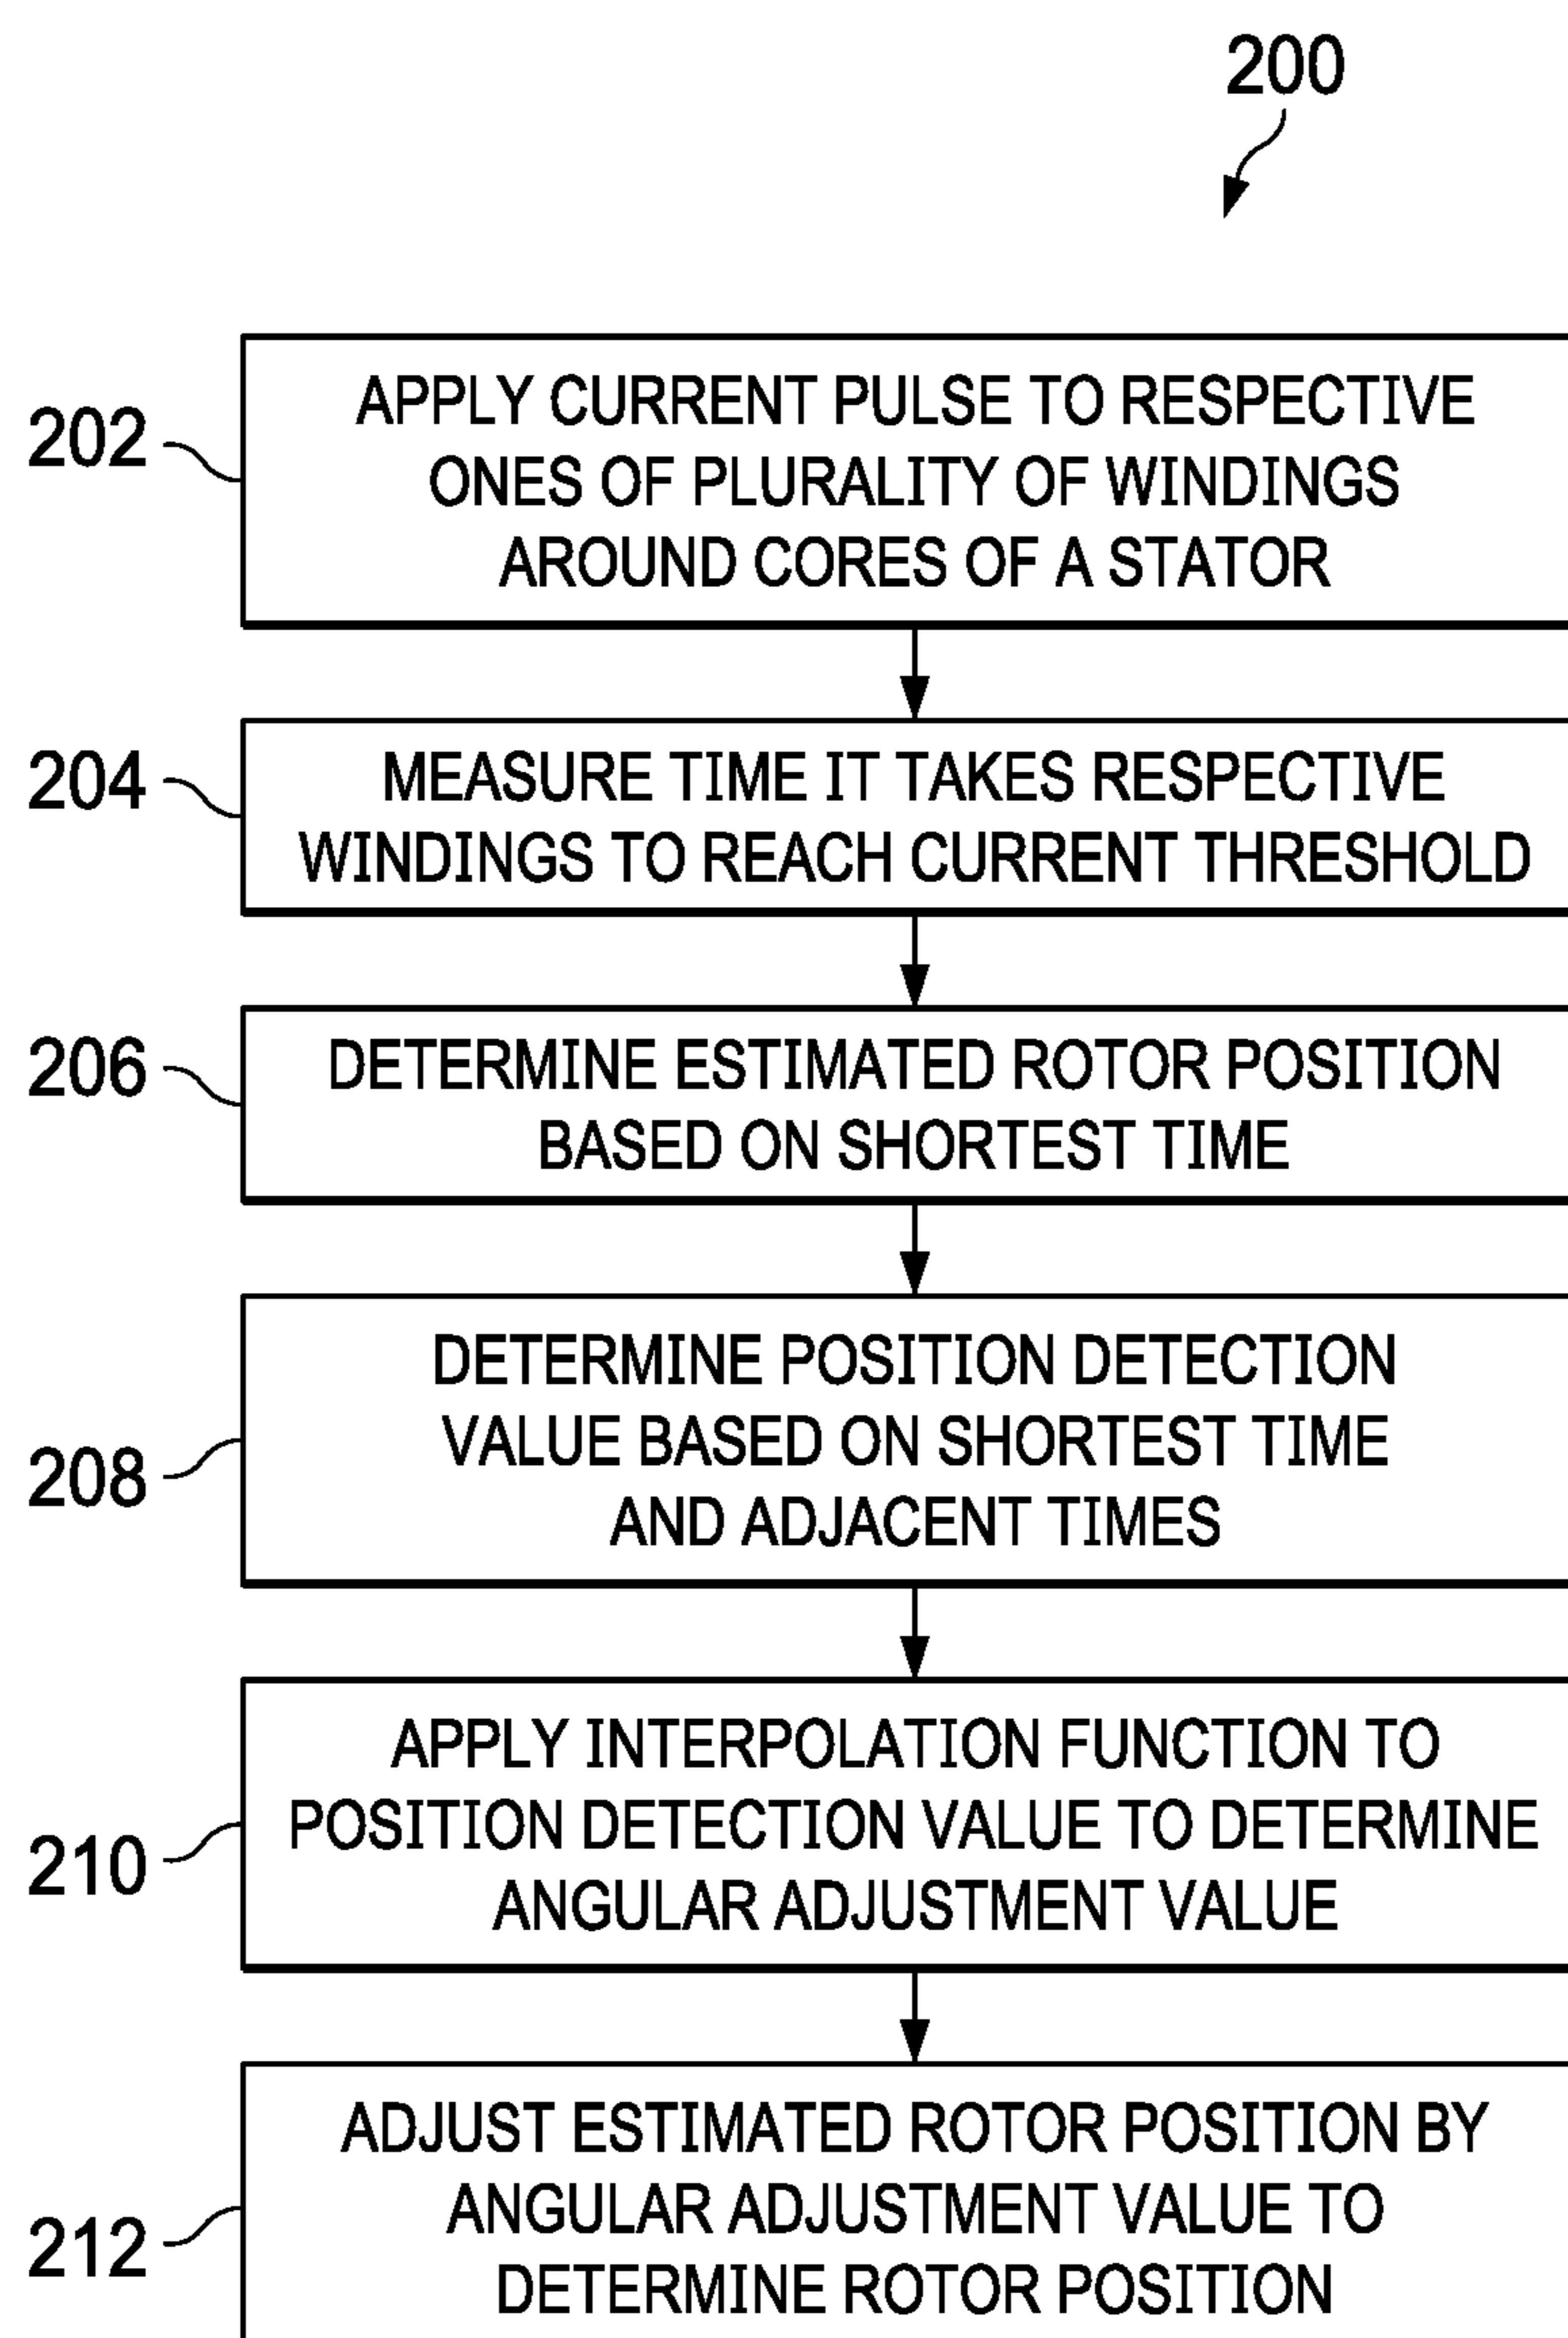 200
202
APPLY CURRENT PULSE TO RESPECTIVE
ONES OF PLURALITY OF WINDINGS
AROUND CORES OF A STATOR
204
MEASURE TIME IT TAKES RESPECTIVE
WINDINGS TO REACH CURRENT THRESHOLD
206
DETERMINE ESTIMATED ROTOR POSITION
BASED ON SHORTEST TIME
208
DETERMINE POSITION DETECTION
VALUE BASED ON SHORTEST TIME
AND ADJACENT TIMES
210
APPLY INTERPOLATION FUNCTION TO
POSITION DETECTION VALUE TO DETERMINE
ANGULAR ADJUSTMENT VALUE
212
ADJUST ESTIMATED ROTOR POSITION BY
ANGULAR ADJUSTMENT VALUE TO
DETERMINE ROTOR POSITION